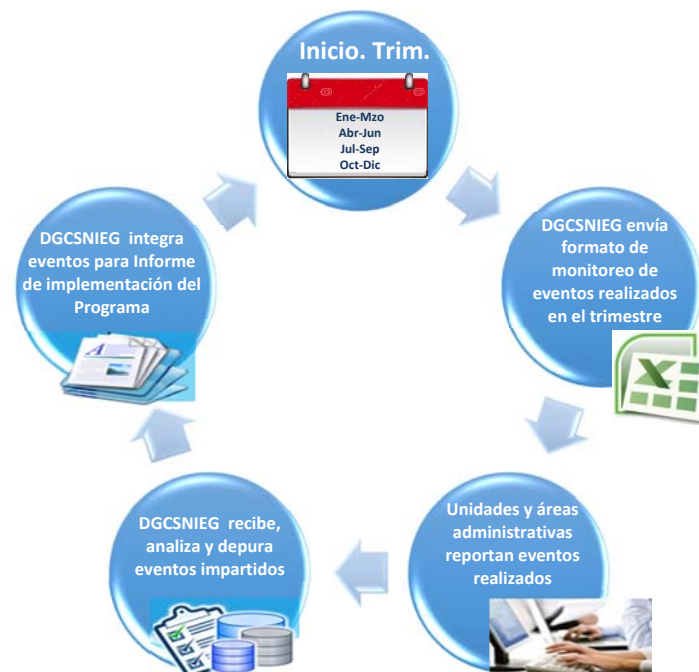 Inicio. Trim.
Ene-Mzo
Abr-Jun
Jul-Sep
Oct-Dic
DGCSNIEG envía
formato de
monitoreo de
eventos realizados
en el trimestre
Unidades y áreas
administrativas
reportan eventos
realizados
DGCSNIEG recibe,
analiza y depura
eventos impartidos
DGCSNIEG integra
eventos para Informe
de implementación del
Programa